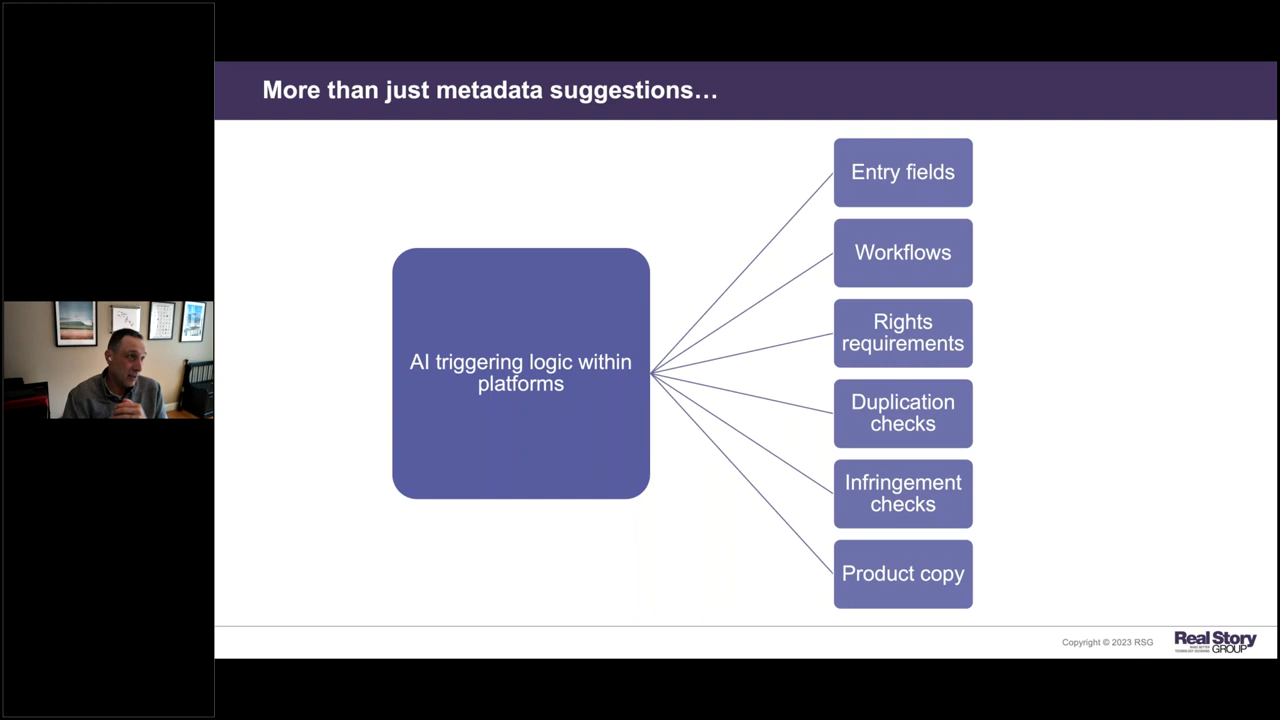 More than just metadata suggestions…
AI triggering logic within
platforms
Entry fields
Workflows
Rights
requirements
Duplication
checks
Infringement
checks
Product copy
Copyright © 2023 RSG
Real Story
GROUP